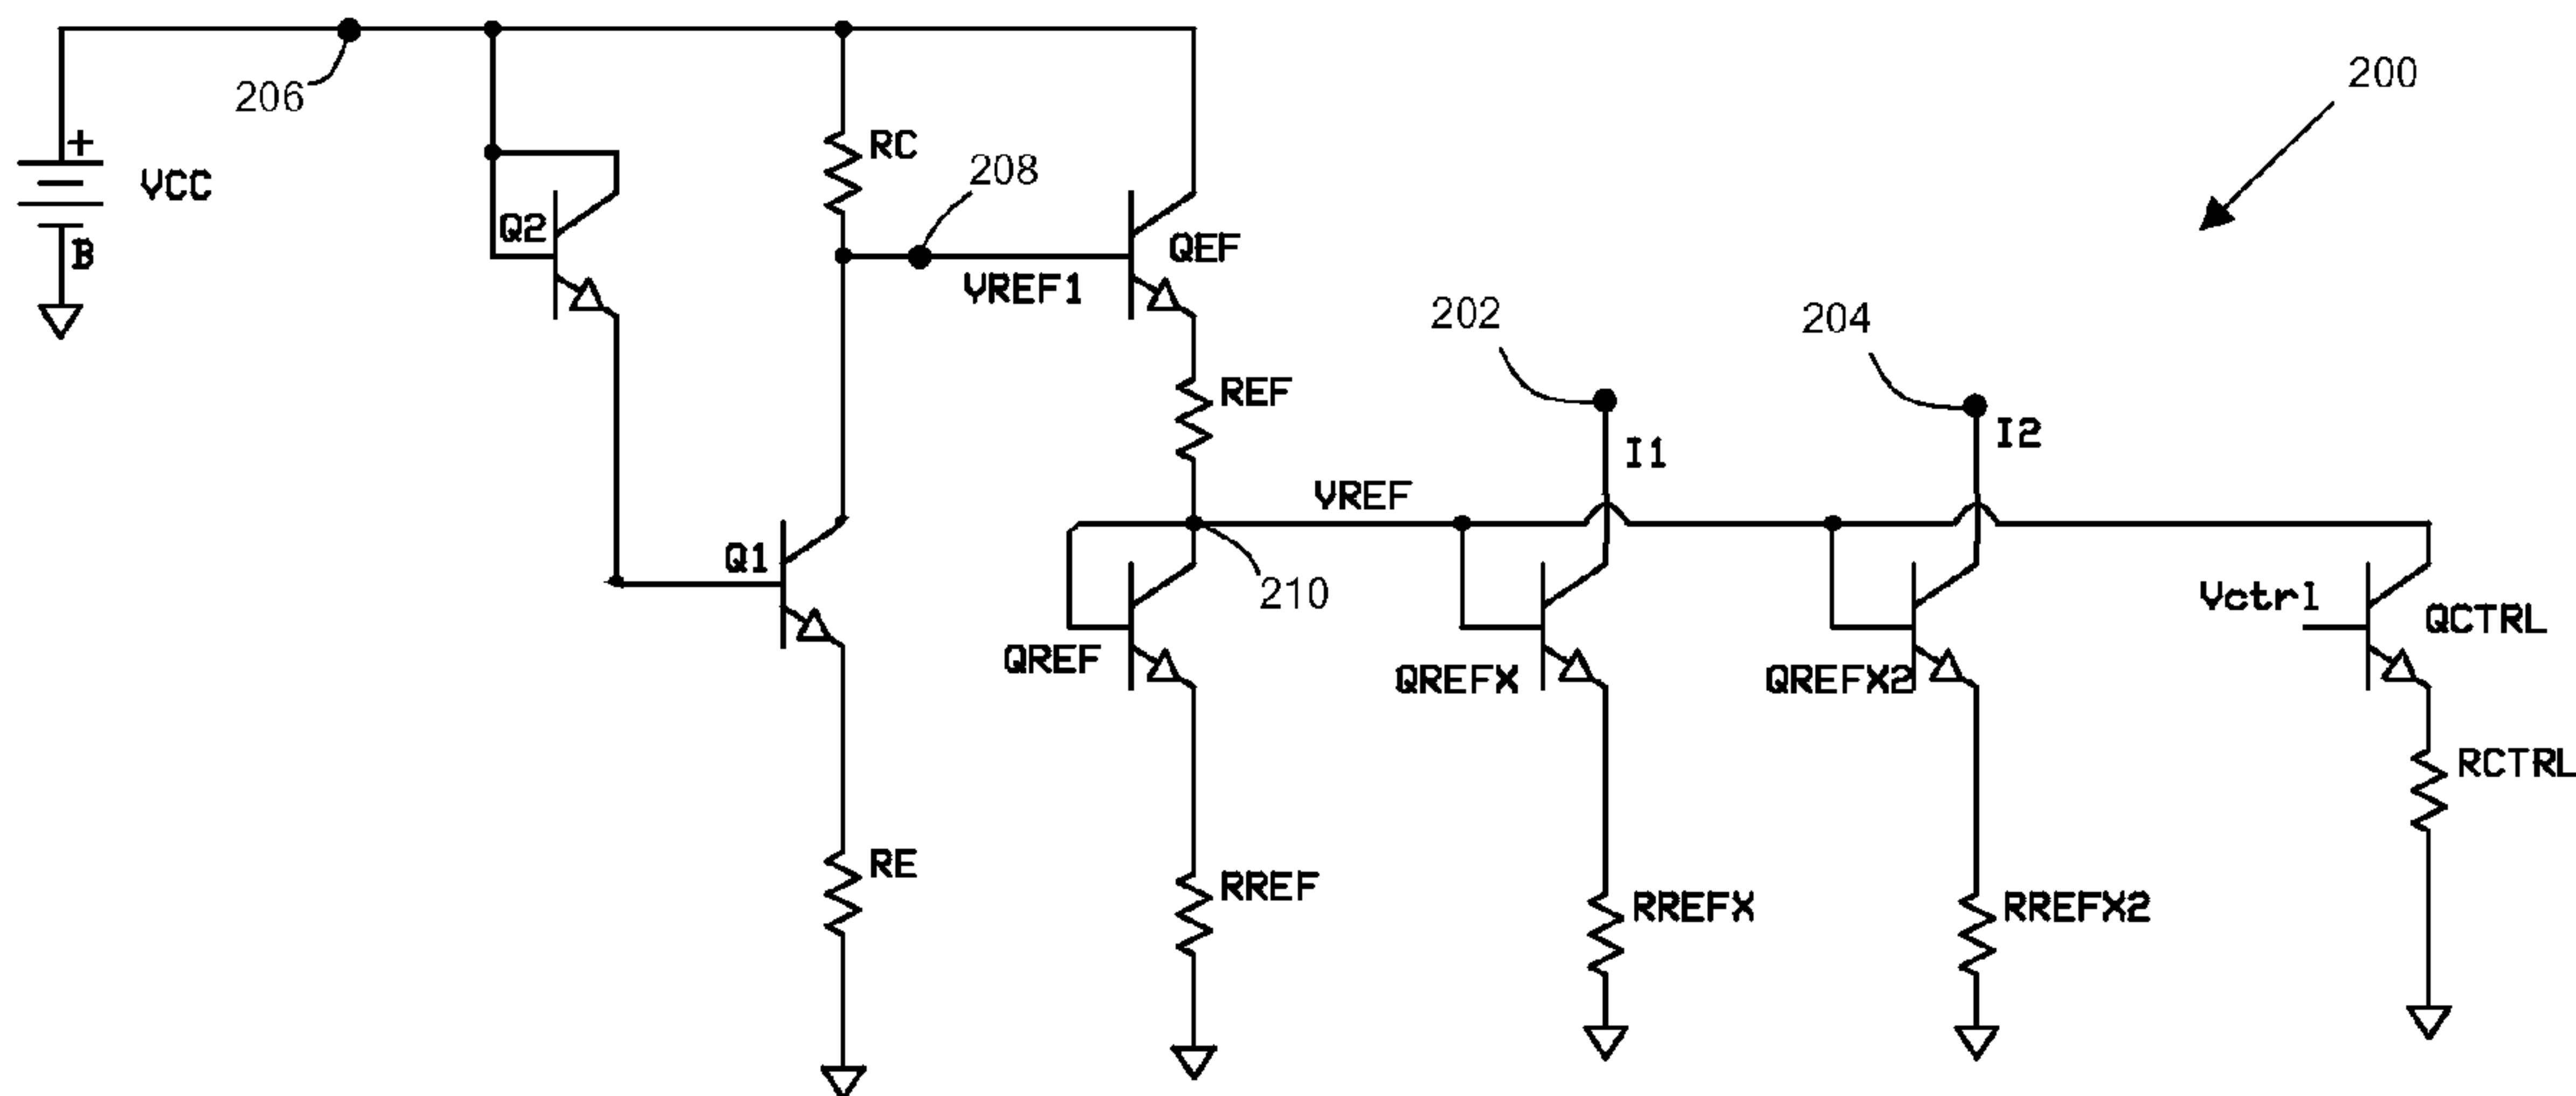 200
206
+
VCC
B
Q2
RC
208
VREF1
QEF
REF
202
I1
204
I2
VREF
210
Q1
QREF
QREFX
QREFX2
Vctrl
QCTRL
RCTRL
RE
RREF
RREFX
RREFX2